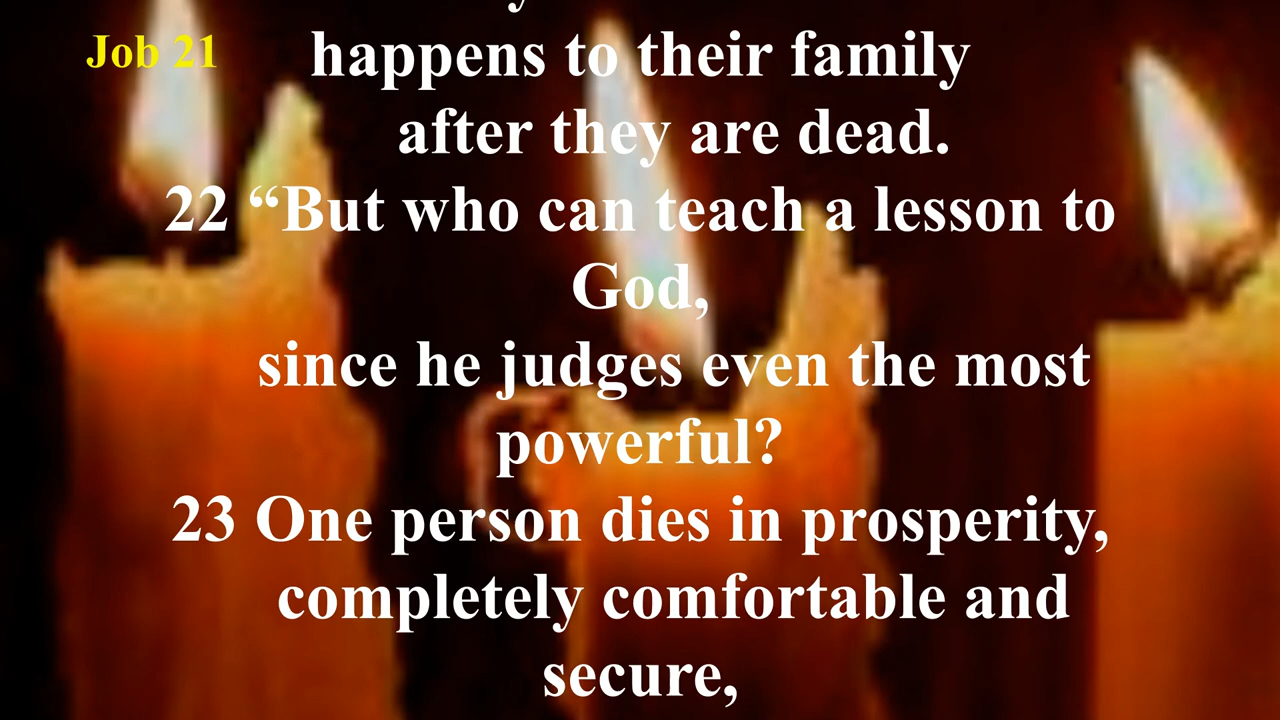 Job 21
happens to their family
after they are dead.
22 “But who can teach a lesson to
God,
since he judges even the most
powerful?
23 One person dies in prosperity,
completely comfortable and
secure,